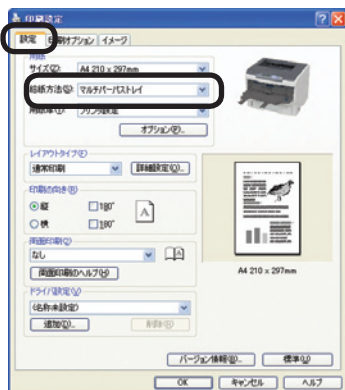 印刷設定
設定 印刷オプション イメージ
用紙
サイズ(Z): A4 210 x 297mm
給紙方法(S): マルチパーパストレイ
用紙厚(T): プリンタ設定
オプション(P)...
レイアウトタイプ(F)
通常印刷 詳細設定(O)...
印刷の向き(R)
縦 180°
横 180°
両面印刷(2)
なし
両面印刷のヘルプ(H)
A4 210 x 297mm
ドライバ設定(V)
(名称未設定)
追加(D)... 削除(E)
バージョン情報(B)... 標準(U)
OK キャンセル ヘルプ